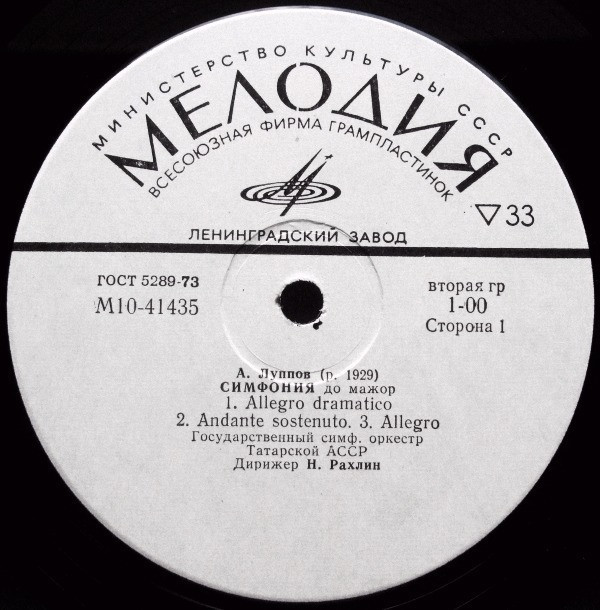 МИНИСТЕРСТВО КУЛЬТУРЫ СССР
МЕЛОДИЯ
ВСЕСОЮЗНАЯ ФИРМА ГРАМПЛАСТИНОК
▽33
ЛЕНИНГРАДСКИЙ ЗАВОД
ГОСТ 5289-73
М10-41435
вторая гр
1-00
Сторона 1
А. Луппов (р. 1929)
СИМФОНИЯ до мажор
1. Allegro dramatico
2. Andante sostenuto. 3. Allegro
Государственный симф. оркестр
Татарской АССР
Дирижер Н. Рахлин